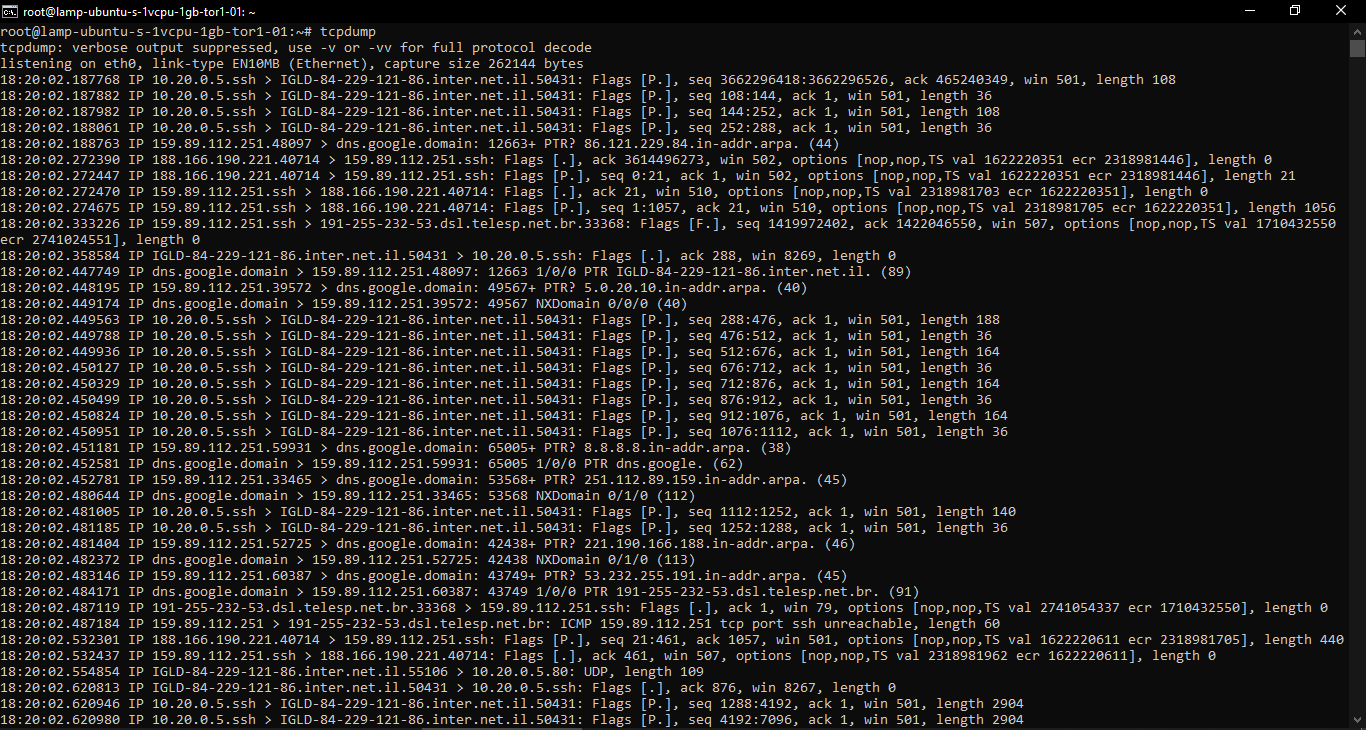 root@lamp-ubuntu-s-1vcpu-1gb-tor1-01: ~
root@lamp-ubuntu-s-1vcpu-1gb-tor1-01:~# tcpdump
tcpdump: verbose output suppressed, use -v or -vv for full protocol decode
listening on eth0, link-type EN10MB (Ethernet), capture size 262144 bytes
18:20:02.187768 IP 10.20.0.5.ssh > IGLD-84-229-121-86.inter.net.il.50431: Flags [P.], seq 3662296418:3662296526, ack 465240349, win 501, length 108
18:20:02.187882 IP 10.20.0.5.ssh > IGLD-84-229-121-86.inter.net.il.50431: Flags [P.], seq 108:144, ack 1, win 501, length 36
18:20:02.187982 IP 10.20.0.5.ssh > IGLD-84-229-121-86.inter.net.il.50431: Flags [P.], seq 144:252, ack 1, win 501, length 108
18:20:02.188061 IP 10.20.0.5.ssh > IGLD-84-229-121-86.inter.net.il.50431: Flags [P.], seq 252:288, ack 1, win 501, length 36
18:20:02.188763 IP 159.89.112.251.48097 > dns.google.domain: 12663+ PTR? 86.121.229.84.in-addr.arpa. (44)
18:20:02.272390 IP 188.166.190.221.40714 > 159.89.112.251.ssh: Flags [.], ack 3614496273, win 502, options [nop,nop,TS val 1622220351 ecr 2318981446], length 0
18:20:02.272447 IP 188.166.190.221.40714 > 159.89.112.251.ssh: Flags [P.], seq 0:21, ack 1, win 502, options [nop,nop,TS val 1622220351 ecr 2318981446], length 21
18:20:02.272470 IP 159.89.112.251.ssh > 188.166.190.221.40714: Flags [.], ack 21, win 510, options [nop,nop,TS val 2318981703 ecr 1622220351], length 0
18:20:02.274675 IP 159.89.112.251.ssh > 188.166.190.221.40714: Flags [P.], seq 1:1057, ack 21, win 510, options [nop,nop,TS val 2318981705 ecr 1622220351], length 1056
18:20:02.333226 IP 159.89.112.251.ssh > 191-255-232-53.dsl.telesp.net.br.33368: Flags [F.], seq 1419972402, ack 1422046550, win 507, options [nop,nop,TS val 1710432550
ecr 2741024551], length 0
18:20:02.358584 IP IGLD-84-229-121-86.inter.net.il.50431 > 10.20.0.5.ssh: Flags [.], ack 288, win 8269, length 0
18:20:02.447749 IP dns.google.domain > 159.89.112.251.48097: 12663 1/0/0 PTR IGLD-84-229-121-86.inter.net.il. (89)
18:20:02.448195 IP 159.89.112.251.39572 > dns.google.domain: 49567+ PTR? 5.0.20.10.in-addr.arpa. (40)
18:20:02.449174 IP dns.google.domain > 159.89.112.251.39572: 49567 NXDomain 0/0/0 (40)
18:20:02.449563 IP 10.20.0.5.ssh > IGLD-84-229-121-86.inter.net.il.50431: Flags [P.], seq 288:476, ack 1, win 501, length 188
18:20:02.449788 IP 10.20.0.5.ssh > IGLD-84-229-121-86.inter.net.il.50431: Flags [P.], seq 476:512, ack 1, win 501, length 36
18:20:02.449936 IP 10.20.0.5.ssh > IGLD-84-229-121-86.inter.net.il.50431: Flags [P.], seq 512:676, ack 1, win 501, length 164
18:20:02.450127 IP 10.20.0.5.ssh > IGLD-84-229-121-86.inter.net.il.50431: Flags [P.], seq 676:712, ack 1, win 501, length 36
18:20:02.450329 IP 10.20.0.5.ssh > IGLD-84-229-121-86.inter.net.il.50431: Flags [P.], seq 712:876, ack 1, win 501, length 164
18:20:02.450499 IP 10.20.0.5.ssh > IGLD-84-229-121-86.inter.net.il.50431: Flags [P.], seq 876:912, ack 1, win 501, length 36
18:20:02.450824 IP 10.20.0.5.ssh > IGLD-84-229-121-86.inter.net.il.50431: Flags [P.], seq 912:1076, ack 1, win 501, length 164
18:20:02.450951 IP 10.20.0.5.ssh > IGLD-84-229-121-86.inter.net.il.50431: Flags [P.], seq 1076:1112, ack 1, win 501, length 36
18:20:02.451181 IP 159.89.112.251.59931 > dns.google.domain: 65005+ PTR? 8.8.8.8.in-addr.arpa. (38)
18:20:02.452581 IP dns.google.domain > 159.89.112.251.59931: 65005 1/0/0 PTR dns.google. (62)
18:20:02.452781 IP 159.89.112.251.33465 > dns.google.domain: 53568+ PTR? 251.112.89.159.in-addr.arpa. (45)
18:20:02.480644 IP dns.google.domain > 159.89.112.251.33465: 53568 NXDomain 0/1/0 (112)
18:20:02.481005 IP 10.20.0.5.ssh > IGLD-84-229-121-86.inter.net.il.50431: Flags [P.], seq 1112:1252, ack 1, win 501, length 140
18:20:02.481185 IP 10.20.0.5.ssh > IGLD-84-229-121-86.inter.net.il.50431: Flags [P.], seq 1252:1288, ack 1, win 501, length 36
18:20:02.481404 IP 159.89.112.251.52725 > dns.google.domain: 42438+ PTR? 221.190.166.188.in-addr.arpa. (46)
18:20:02.482372 IP dns.google.domain > 159.89.112.251.52725: 42438 NXDomain 0/1/0 (113)
18:20:02.483146 IP 159.89.112.251.60387 > dns.google.domain: 43749+ PTR? 53.232.255.191.in-addr.arpa. (45)
18:20:02.484171 IP dns.google.domain > 159.89.112.251.60387: 43749 1/0/0 PTR 191-255-232-53.dsl.telesp.net.br. (91)
18:20:02.487119 IP 191-255-232-53.dsl.telesp.net.br.33368 > 159.89.112.251.ssh: Flags [.], ack 1, win 79, options [nop,nop,TS val 2741054337 ecr 1710432550], length 0
18:20:02.487184 IP 159.89.112.251 > 191-255-232-53.dsl.telesp.net.br: ICMP 159.89.112.251 tcp port ssh unreachable, length 60
18:20:02.532301 IP 188.166.190.221.40714 > 159.89.112.251.ssh: Flags [P.], seq 21:461, ack 1057, win 501, options [nop,nop,TS val 1622220611 ecr 2318981705], length 440
18:20:02.532437 IP 159.89.112.251.ssh > 188.166.190.221.40714: Flags [.], ack 461, win 507, options [nop,nop,TS val 2318981962 ecr 1622220611], length 0
18:20:02.554854 IP IGLD-84-229-121-86.inter.net.il.55106 > 10.20.0.5.80: UDP, length 109
18:20:02.620813 IP IGLD-84-229-121-86.inter.net.il.50431 > 10.20.0.5.ssh: Flags [.], ack 876, win 8267, length 0
18:20:02.620946 IP 10.20.0.5.ssh > IGLD-84-229-121-86.inter.net.il.50431: Flags [P.], seq 1288:4192, ack 1, win 501, length 2904
18:20:02.620980 IP 10.20.0.5.ssh > IGLD-84-229-121-86.inter.net.il.50431: Flags [P.], seq 4192:7096, ack 1, win 501, length 2904